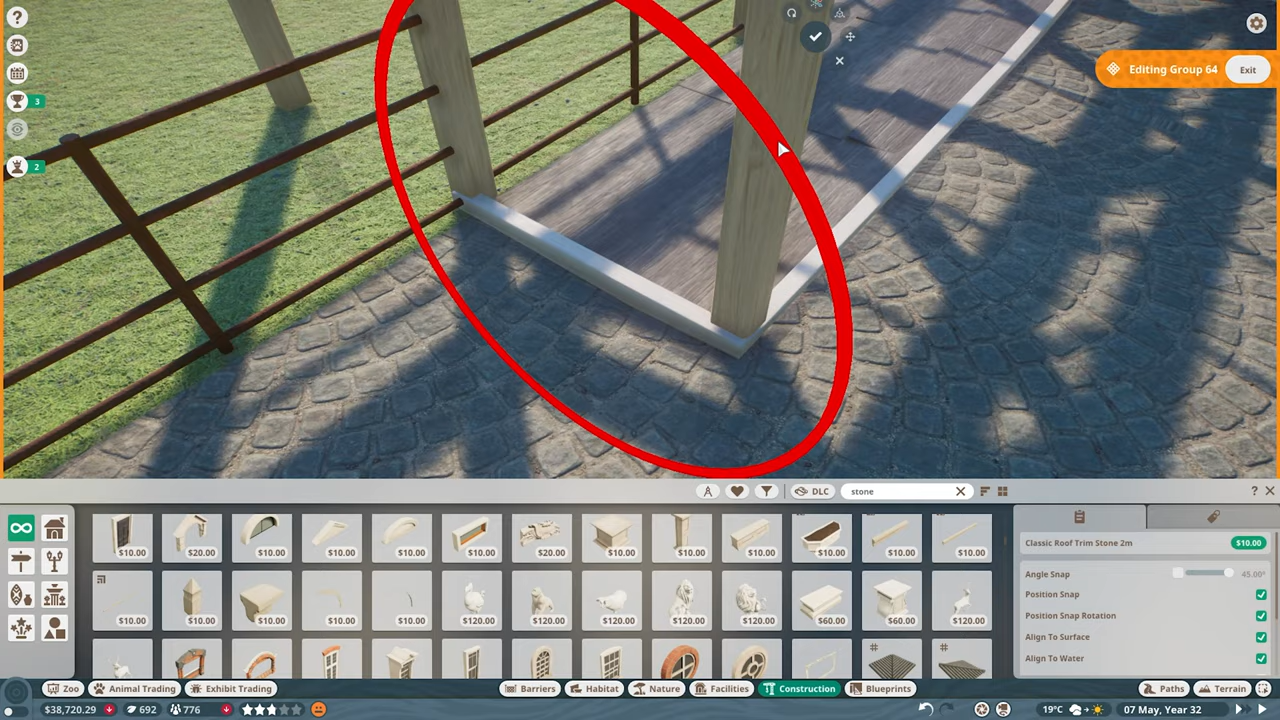 ?
Editing Group 64 Exit
3
2
DLC stone ? ×
$10.00 $20.00 $10.00 $10.00 $10.00 $10.00 $20.00 $10.00 $10.00 $10.00 $10.00 $10.00 $10.00
$10.00 $10.00 $10.00 $10.00 $10.00 $120.00 $120.00 $120.00 $120.00 $120.00 $60.00 $60.00 $120.00
Classic Roof Trim Stone 2m $10.00
Angle Snap 45.00°
Position Snap
Position Snap Rotation
Align To Surface
Align To Water
Zoo Animal Trading Exhibit Trading Barriers Habitat Nature Facilities Construction Blueprints Paths Terrain
$38,720.29 692 776 19°C 07 May, Year 32